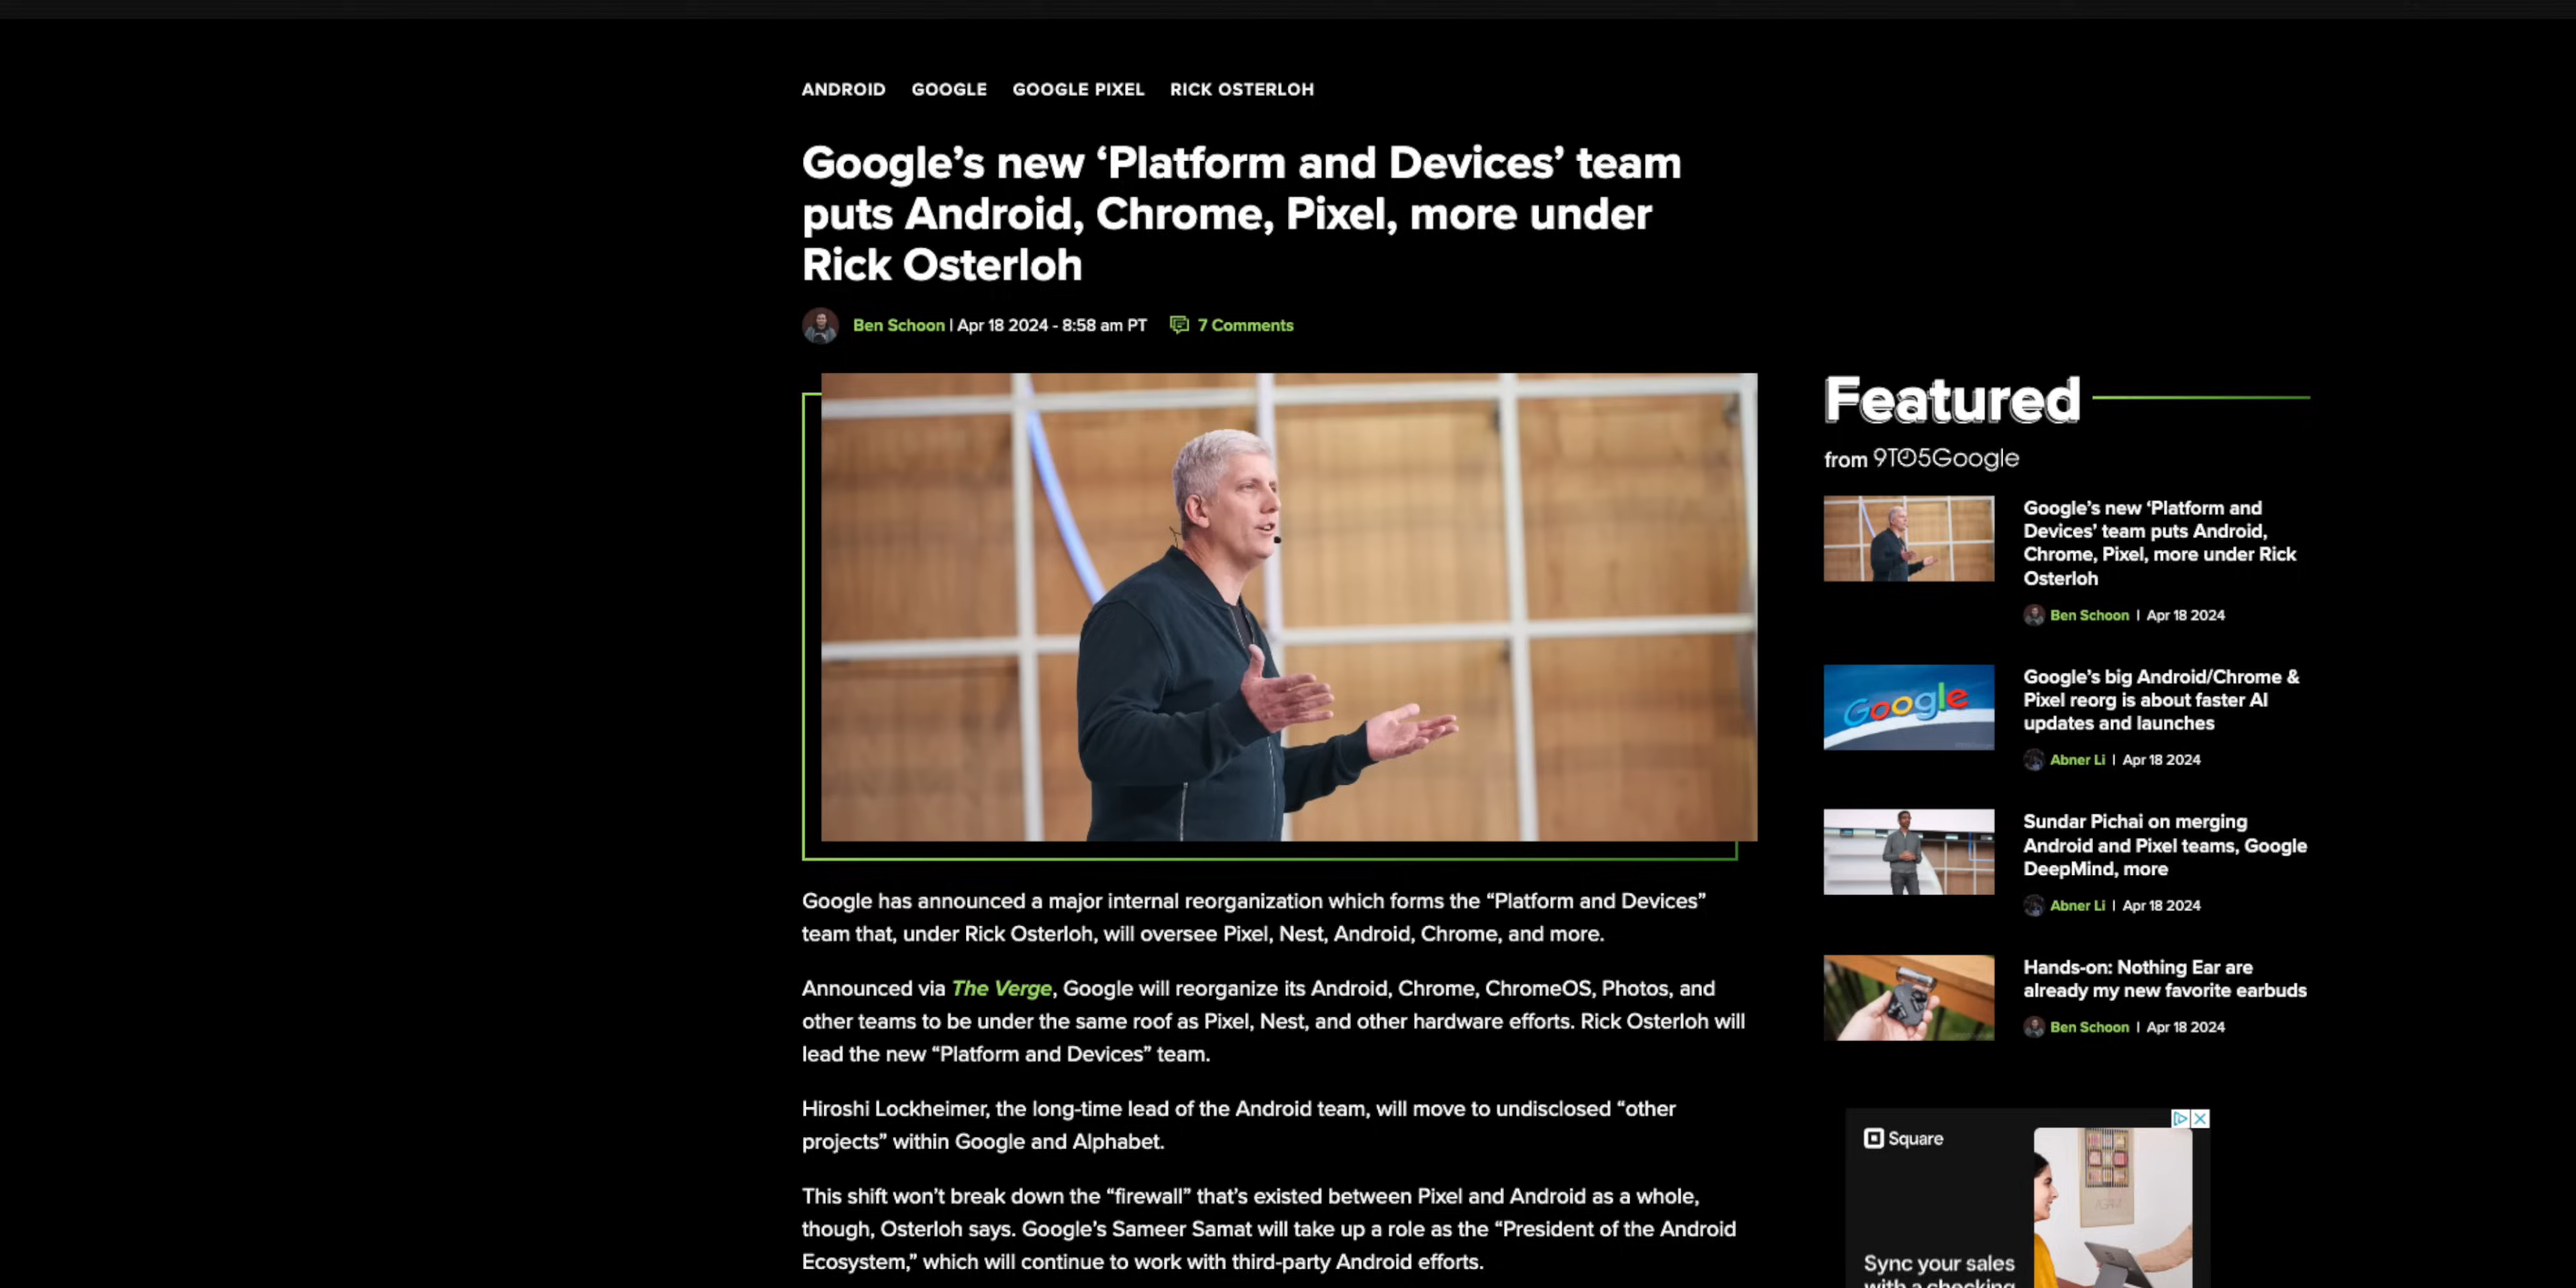 ANDROID GOOGLE GOOGLE PIXEL RICK OSTERLOH
Google’s new ‘Platform and Devices’ team
puts Android, Chrome, Pixel, more under
Rick Osterloh
Ben Schoon | Apr 18 2024 - 8:58 am PT 7 Comments
Google has announced a major internal reorganization which forms the “Platform and Devices”
team that, under Rick Osterloh, will oversee Pixel, Nest, Android, Chrome, and more.
Announced via The Verge, Google will reorganize its Android, Chrome, ChromeOS, Photos, and
other teams to be under the same roof as Pixel, Nest, and other hardware efforts. Rick Osterloh will
lead the new “Platform and Devices” team.
Hiroshi Lockheimer, the long-time lead of the Android team, will move to undisclosed “other
projects” within Google and Alphabet.
This shift won’t break down the “firewall” that’s existed between Pixel and Android as a whole,
though, Osterloh says. Google’s Sameer Samat will take up a role as the “President of the Android
Ecosystem,” which will continue to work with third-party Android efforts.
Featured
from 9TO5Google
Google’s new ‘Platform and
Devices’ team puts Android,
Chrome, Pixel, more under Rick
Osterloh
Ben Schoon | Apr 18 2024
Google
Google’s big Android/Chrome &
Pixel reorg is about faster AI
updates and launches
Abner Li | Apr 18 2024
Sundar Pichai on merging
Android and Pixel teams, Google
DeepMind, more
Abner Li | Apr 18 2024
Hands-on: Nothing Ear are
already my new favorite earbuds
Ben Schoon | Apr 18 2024
Square
Sync your sales
with a checking